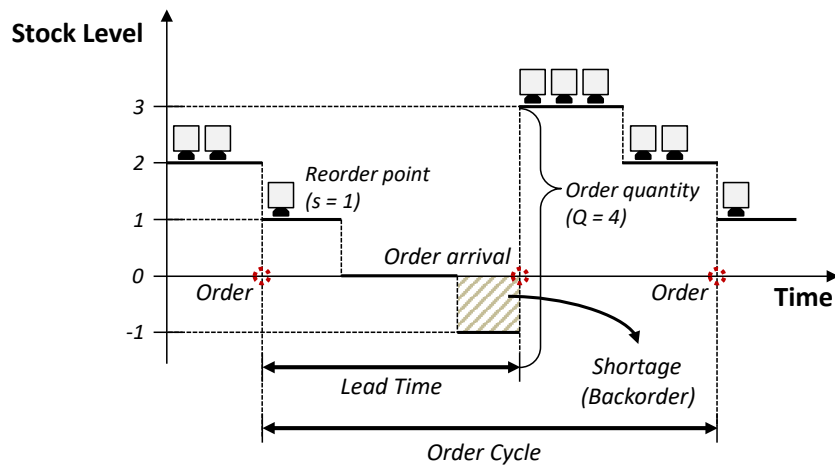 Stock Level
3
2
Reorder point
(s = 1)
Order quantity
(Q = 4)
1
Order arrival
0
Order
Order
Time
-1
Shortage
(Backorder)
Lead Time
Order Cycle